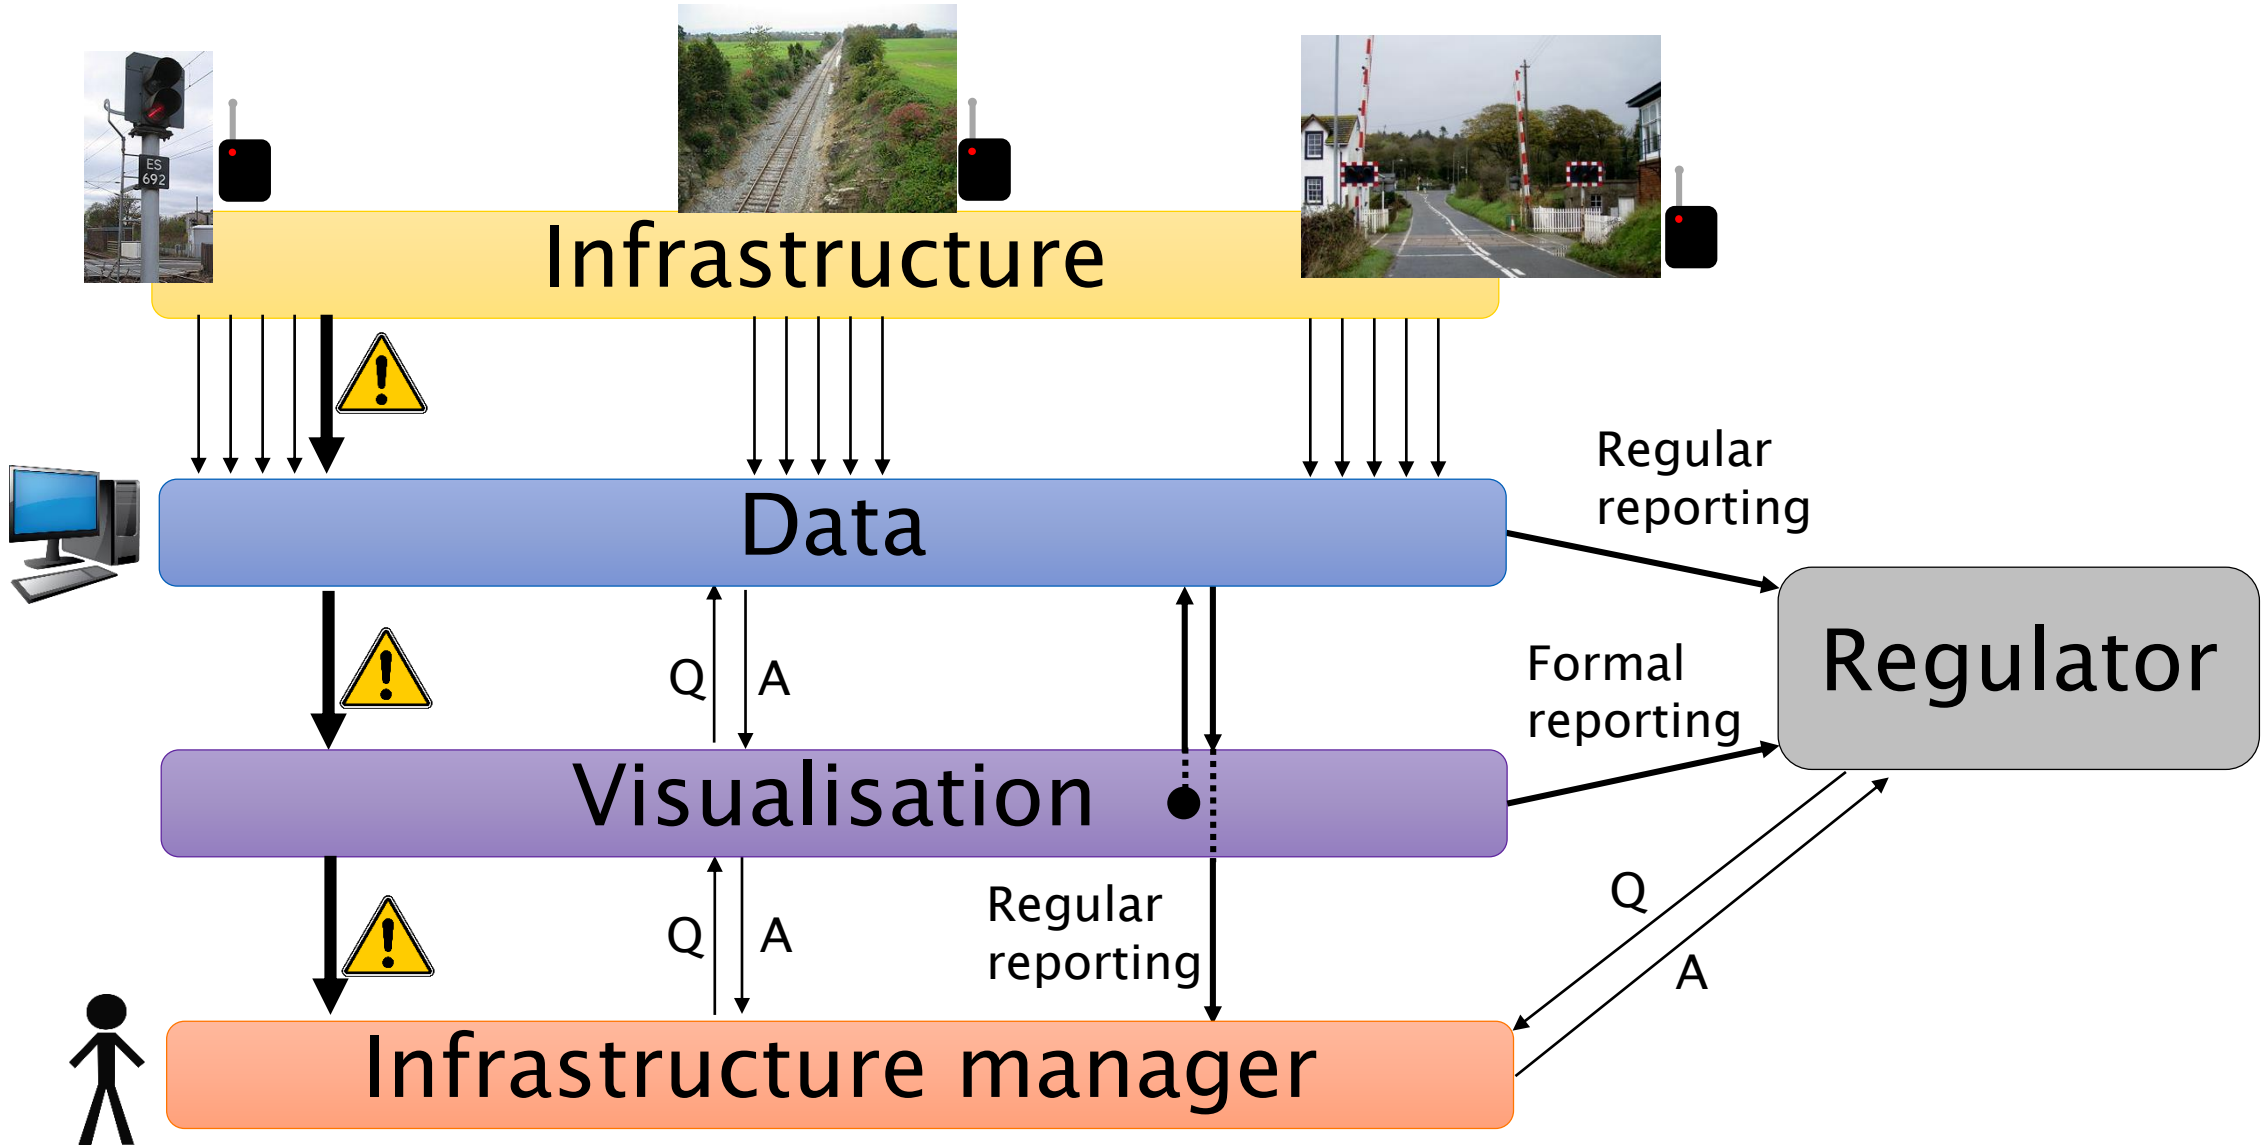 ES
692
Infrastructure
Regular
reporting
Data
Formal
reporting
Regulator
Q
A
Visualisation
Regular
reporting
Q
A
Q
A
Infrastructure manager